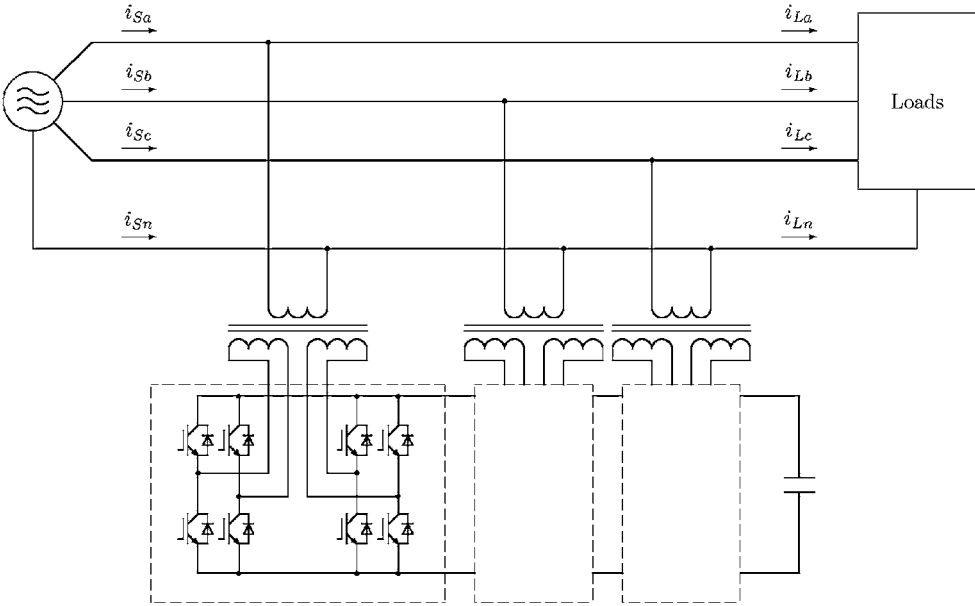 i_{Sa}
i_{La}
i_{Sb}
i_{Lb}
Loads
i_{Sc}
i_{Lc}
i_{Sn}
i_{Ln}